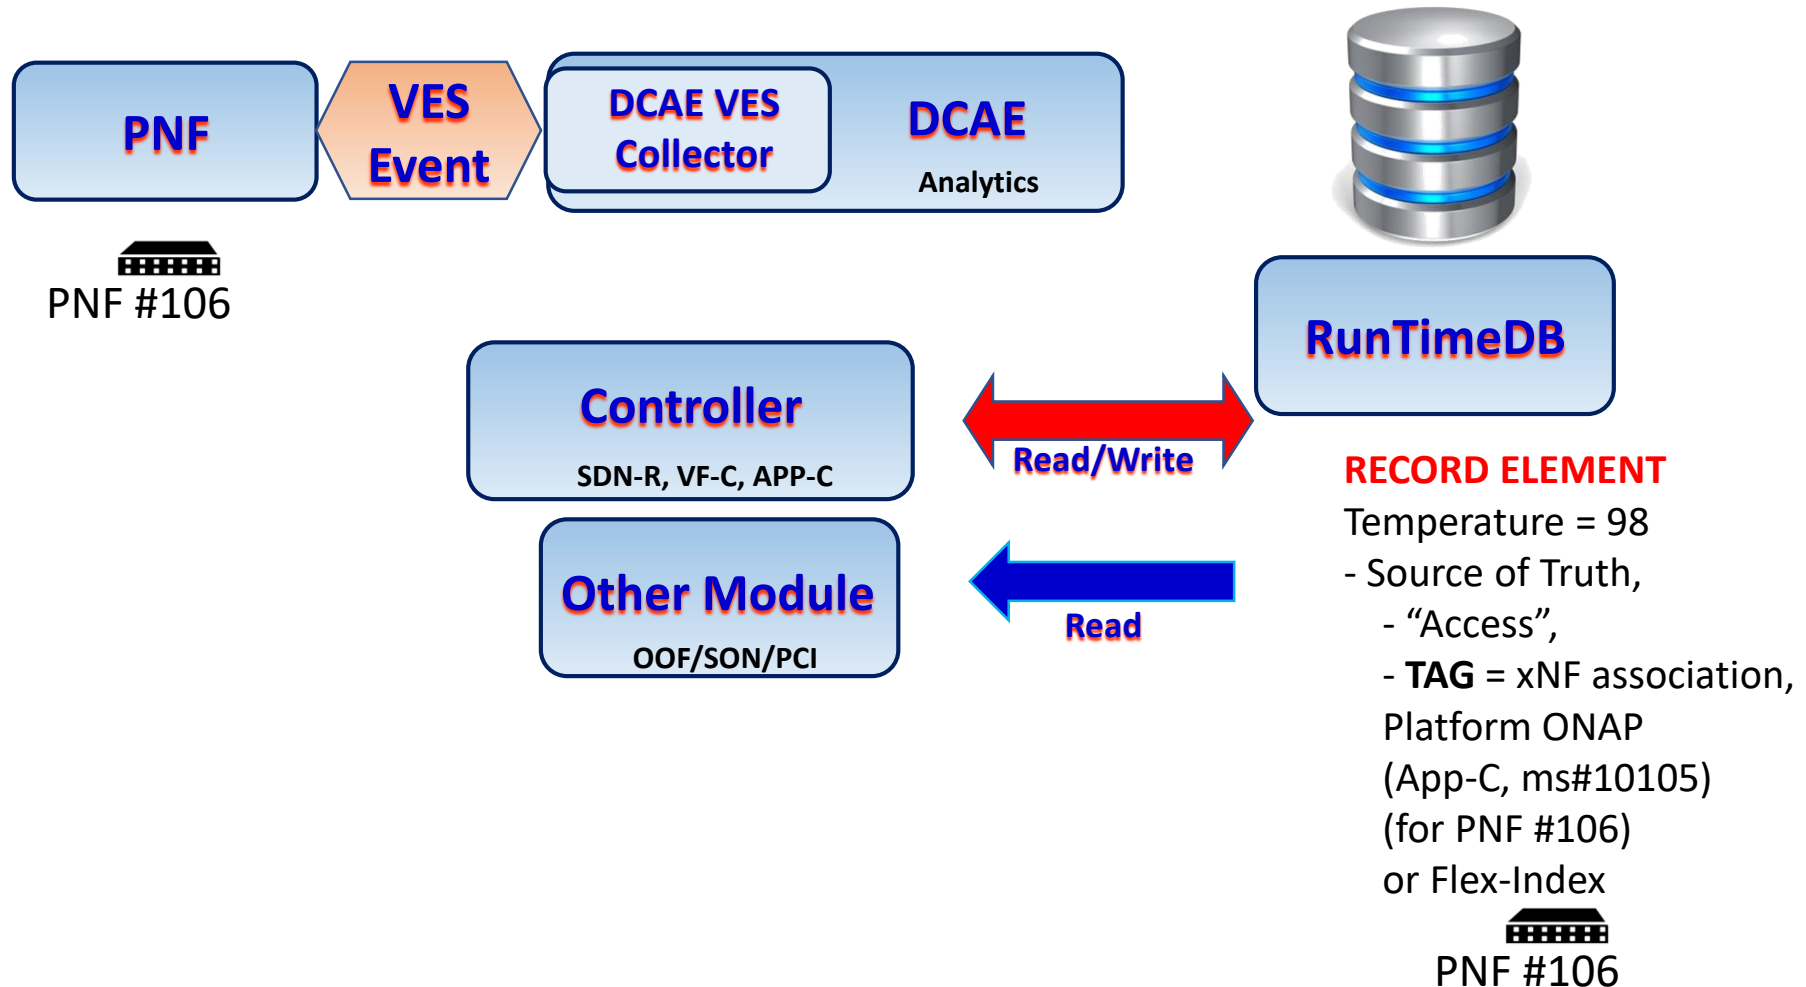 PNF
VES
Event
DCAE VES
Collector
DCAE
Analytics
PNF #106
RunTimeDB
Controller
SDN-R, VF-C, APP-C
Read/Write
Other Module
OOF/SON/PCI
Read
RECORD ELEMENT
Temperature = 98
- Source of Truth,
- “Access”,
- TAG = xNF association,
Platform ONAP
(App-C, ms#10105)
(for PNF #106)
or Flex-Index
PNF #106